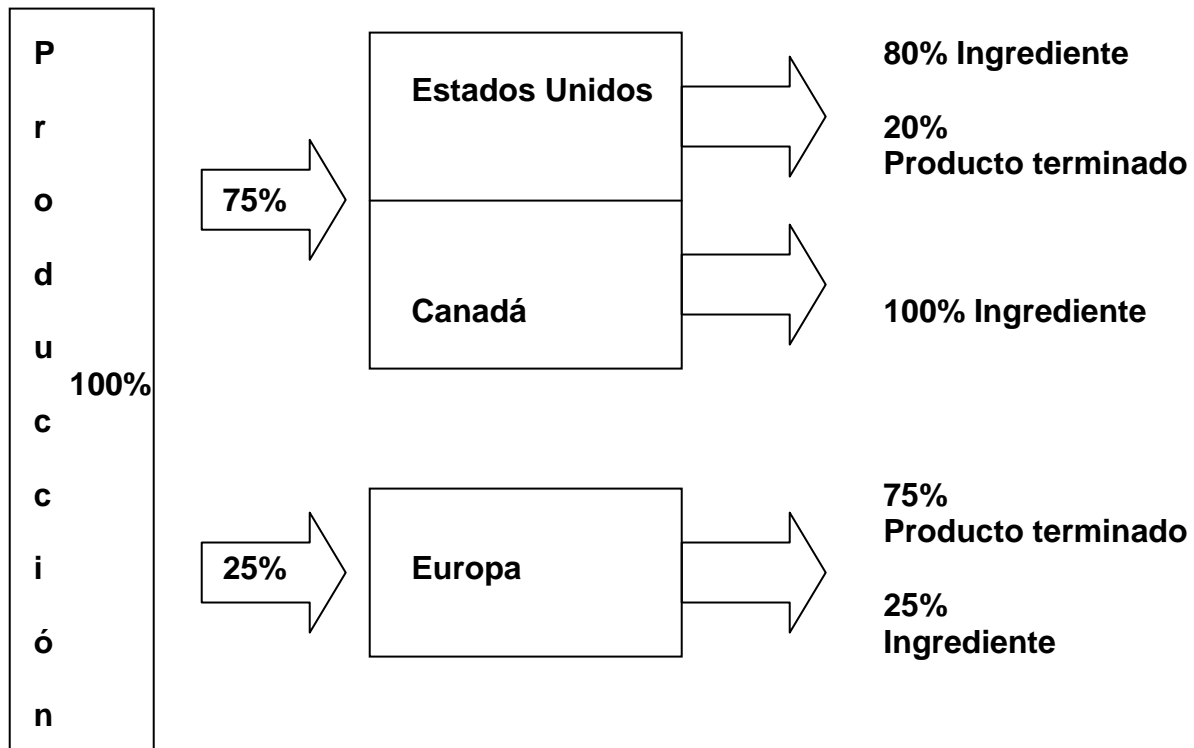 Producción
100%
75%
Estados Unidos
80% Ingrediente
20%
Producto terminado
Canadá
100% Ingrediente
25%
Europa
75%
Producto terminado
25%
Ingrediente